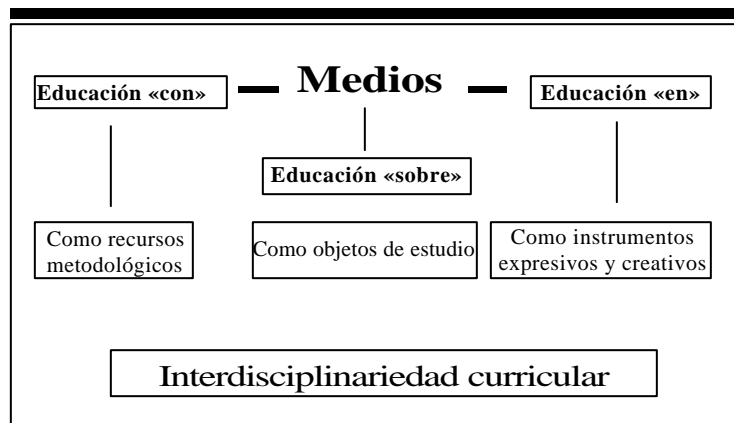 Medios
Educación «con»
Educación «en»
Educación «sobre»
Como recursos
metodológicos
Como objetos de estudio
Como instrumentos
expresivos y creativos
Interdisciplinariedad curricular